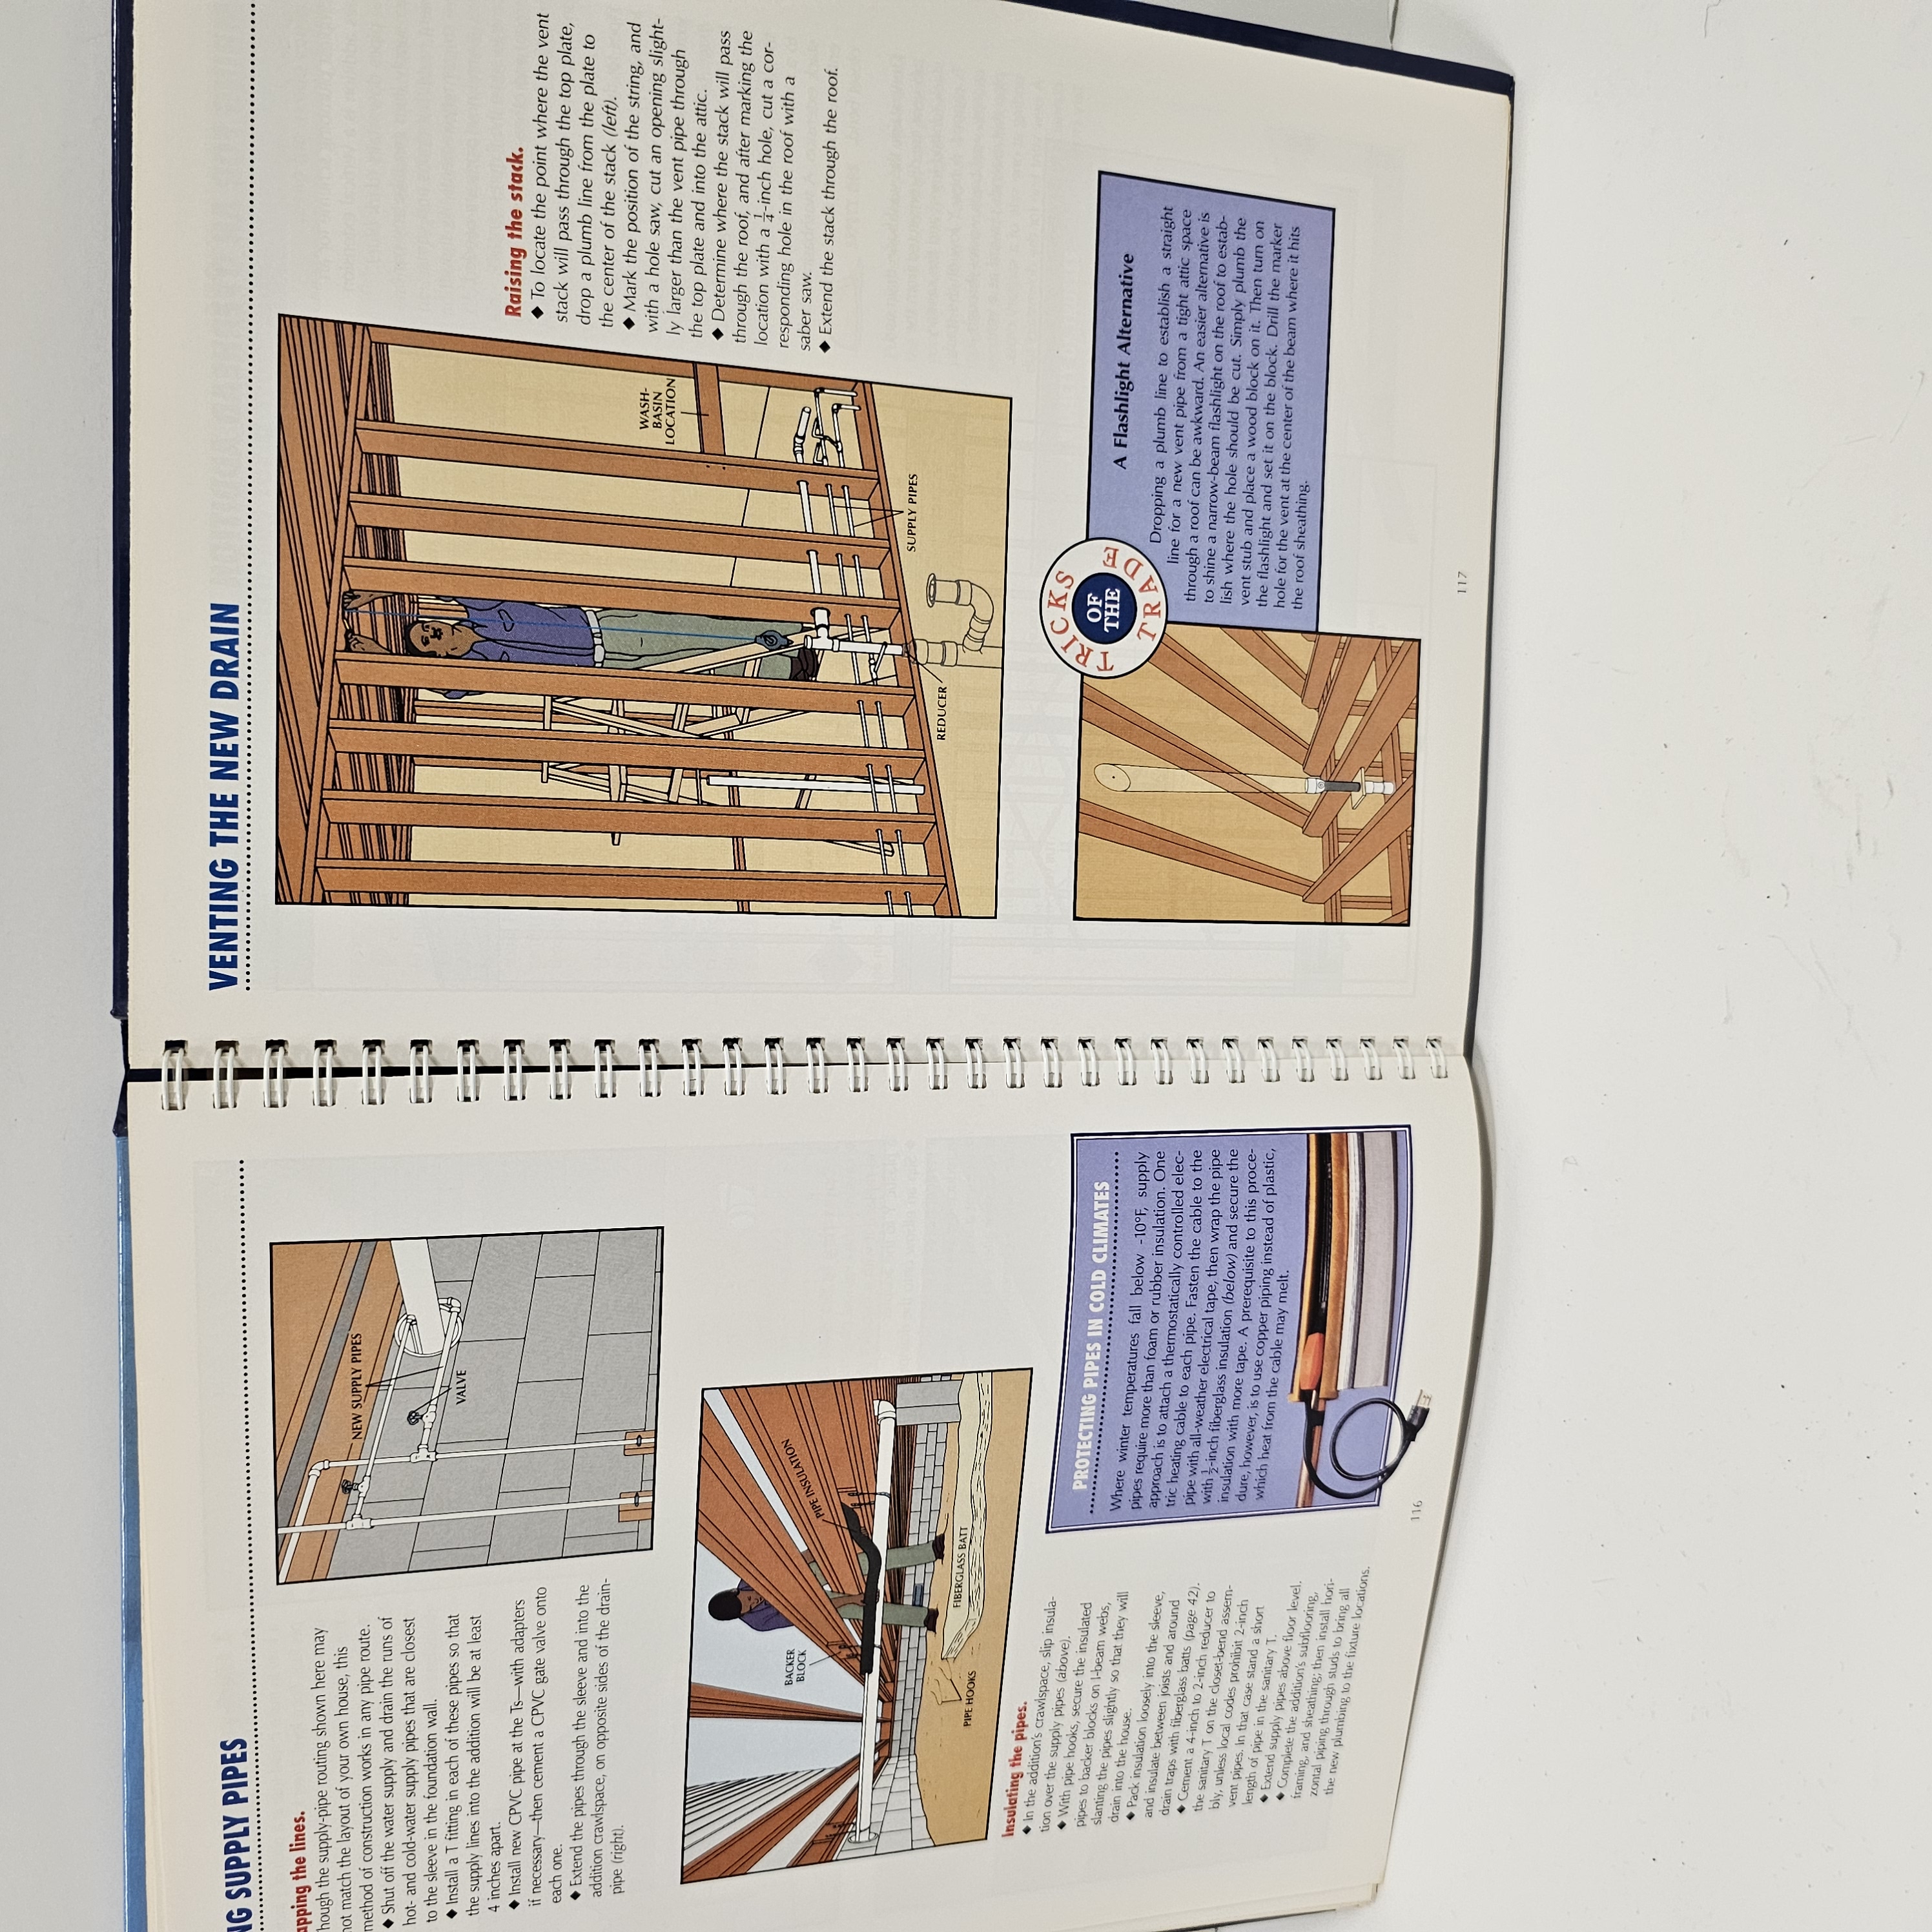 NG SUPPLY PIPES
apping the lines.
hough the supply-pipe routing shown here may
not match the layout of your own house, this
method of construction works in any pipe route.
◆ Shut off the water supply and drain the runs of
hot- and cold-water supply pipes that are closest
to the sleeve in the foundation wall.
◆ Install a T fitting in each of these pipes so that
the supply lines into the addition will be at least
4 inches apart.
◆ Install new CPVC pipe at the Ts—with adapters
if necessary—then cement a CPVC gate valve onto
each one.
◆ Extend the pipes through the sleeve and into the
addition crawlspace, on opposite sides of the drain-
pipe (right).
NEW SUPPLY PIPES
VALVE
BACKER
BLOCK
PIPE INSULATION
PIPE HOOKS
FIBERGLASS BATT
Insulating the pipes.
◆ In the addition's crawlspace, slip insula-
tion over the supply pipes (above).
◆ With pipe hooks, secure the insulated
pipes to backer blocks on I-beam webs,
slanting the pipes slightly so that they will
drain into the house.
◆ Pack insulation loosely into the sleeve,
and insulate between joists and around
drain traps with fiberglass batts (page 42).
◆ Cement a 4-inch to 2-inch reducer to
the sanitary T on the closet-bend assem-
bly, unless local codes prohibit 2-inch
vent pipes. In that case stand a short
length of pipe in the sanitary T.
◆ Extend supply pipes above floor level.
◆ Complete the addition's subflooring,
framing, and sheathing; then install hori-
zontal piping through studs to bring all
the new plumbing to the fixture locations.
PROTECTING PIPES IN COLD CLIMATES
Where winter temperatures fall below -10°F, supply
pipes require more than foam or rubber insulation. One
approach is to attach a thermostatically controlled elec-
tric heating cable to each pipe. Fasten the cable to the
pipe with all-weather electrical tape, then wrap the pipe
with ½-inch fiberglass insulation (below) and secure the
insulation with more tape. A prerequisite to this proce-
dure, however, is to use copper piping instead of plastic,
which heat from the cable may melt.
116
VENTING THE NEW DRAIN
WASH-
BASIN
LOCATION
SUPPLY PIPES
REDUCER
Raising the stack.
◆ To locate the point where the vent
stack will pass through the top plate,
drop a plumb line from the plate to
the center of the stack (left).
◆ Mark the position of the string, and
with a hole saw, cut an opening slight-
ly larger than the vent pipe through
the top plate and into the attic.
◆ Determine where the stack will pass
through the roof, and after marking the
location with a ¼-inch hole, cut a cor-
responding hole in the roof with a
saber saw.
◆ Extend the stack through the roof.
TRICKS
OF
THE
TRADE
A Flashlight Alternative
Dropping a plumb line to establish a straight
line for a new vent pipe from a tight attic space
through a roof can be awkward. An easier alternative is
to shine a narrow-beam flashlight on the roof to estab-
lish where the hole should be cut. Simply plumb the
vent stub and place a wood block on it. Then turn on
the flashlight and set it on the block. Drill the marker
hole for the vent at the center of the beam where it hits
the roof sheathing.
117